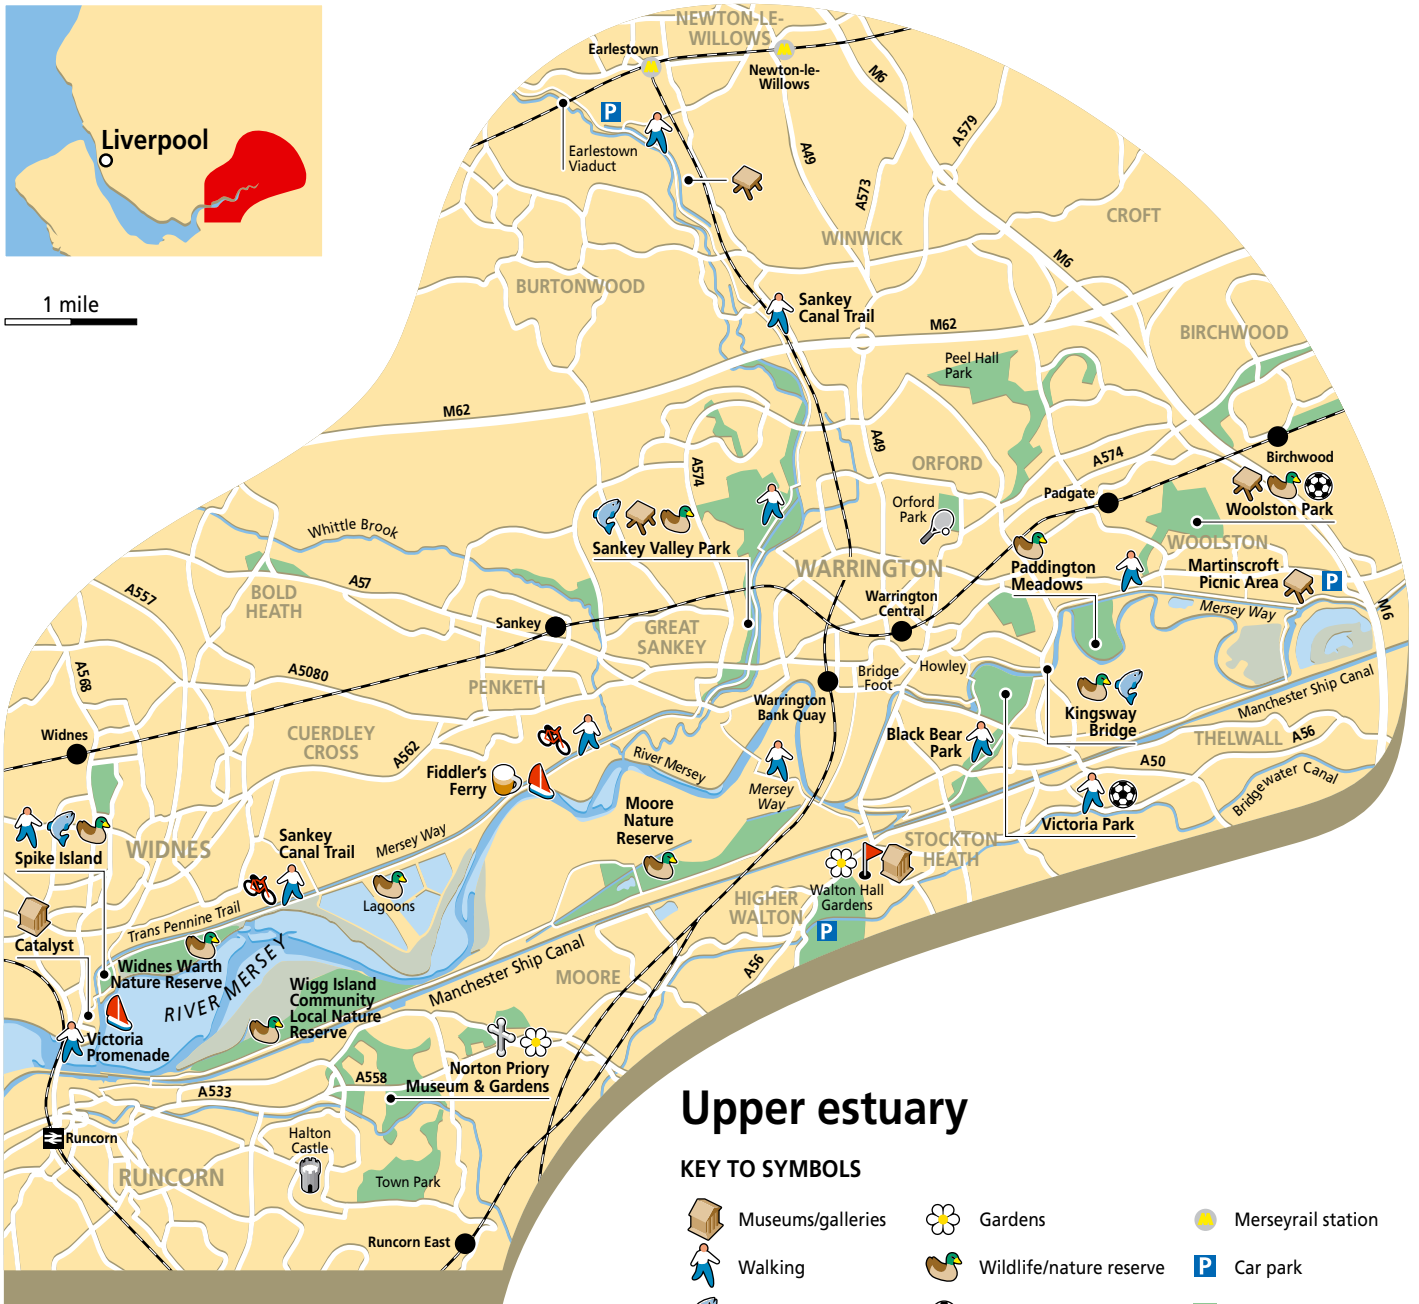 NEWTON-LE-
WILLOWS
Earlestown
Newton-le-
Willows
M6
A579
P
Earlestown
Viaduct
A49
A573
CROFT
WINWICK
M6
Liverpool
1 mile
BURTONWOOD
Sankey
Canal Trail
M62
BIRCHWOOD
Peel Hall
Park
M62
A49
A574
ORFORD
A574
Birchwood
Padgate
Orford
Park
Woolston Park
Whittle Brook
Sankey Valley Park
WOOLSTON
WARRINGTON
Paddington
Meadows
Martinscroft
Picnic Area
P
A557
A57
BOLD
HEATH
Warrington
Central
Mersey Way
M6
Sankey
GREAT
SANKEY
A568
A5080
PENKETH
Bridge
Foot
Howley
Manchester Ship Canal
Warrington
Bank Quay
Kingsway
Bridge
Widnes
CUERDLEY
CROSS
A562
Black Bear
Park
THELWALL
A56
River Mersey
A50
Fiddler's
Ferry
Mersey
Way
Bridgewater Canal
Moore
Nature
Reserve
Victoria Park
Spike Island
WIDNES
Sankey
Canal Trail
Mersey Way
STOCKTON
HEATH
Lagoons
Walton Hall
Gardens
HIGHER
WALTON
Trans Pennine Trail
P
Catalyst
Widnes Warth
Nature Reserve
RIVER MERSEY
A56
Wigg Island
Community
Local Nature
Reserve
Manchester Ship Canal
MOORE
Victoria
Promenade
Norton Priory
Museum & Gardens
A558
A533
Runcorn
Halton
Castle
RUNCORN
Town Park
Runcorn East
Upper estuary
KEY TO SYMBOLS
Museums/galleries
Gardens
Merseyrail station
Walking
Wildlife/nature reserve
P
Car park